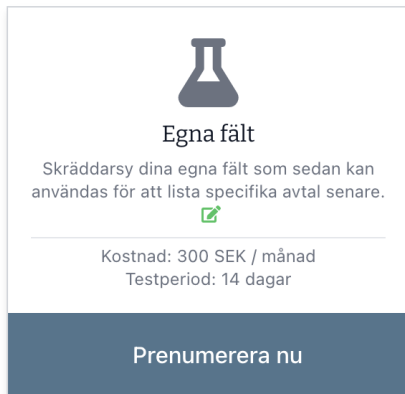 Egna fält
Skräddarsy dina egna fält som sedan kan
användas för att lista specifika avtal senare.
Kostnad: 300 SEK / månad
Testperiod: 14 dagar
Prenumerera nu